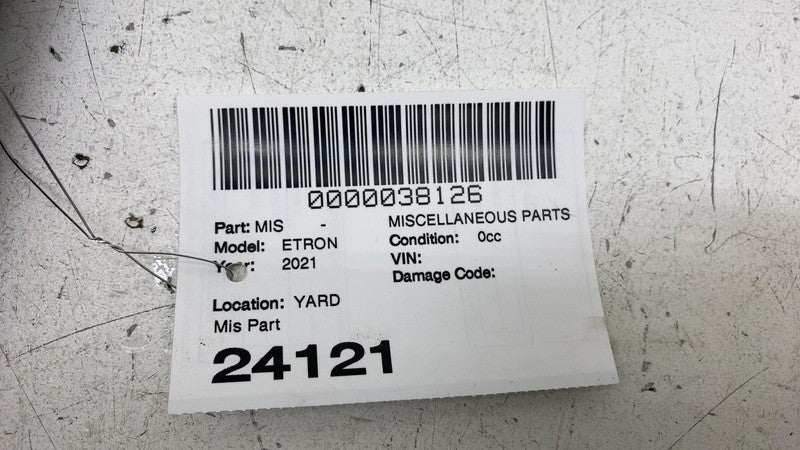 0000038126
Part: MIS - MISCELLANEOUS PARTS
Model: ETRON Condition: 0cc
Year: 2021 VIN:
Damage Code:
Location: YARD
Mis Part
24121